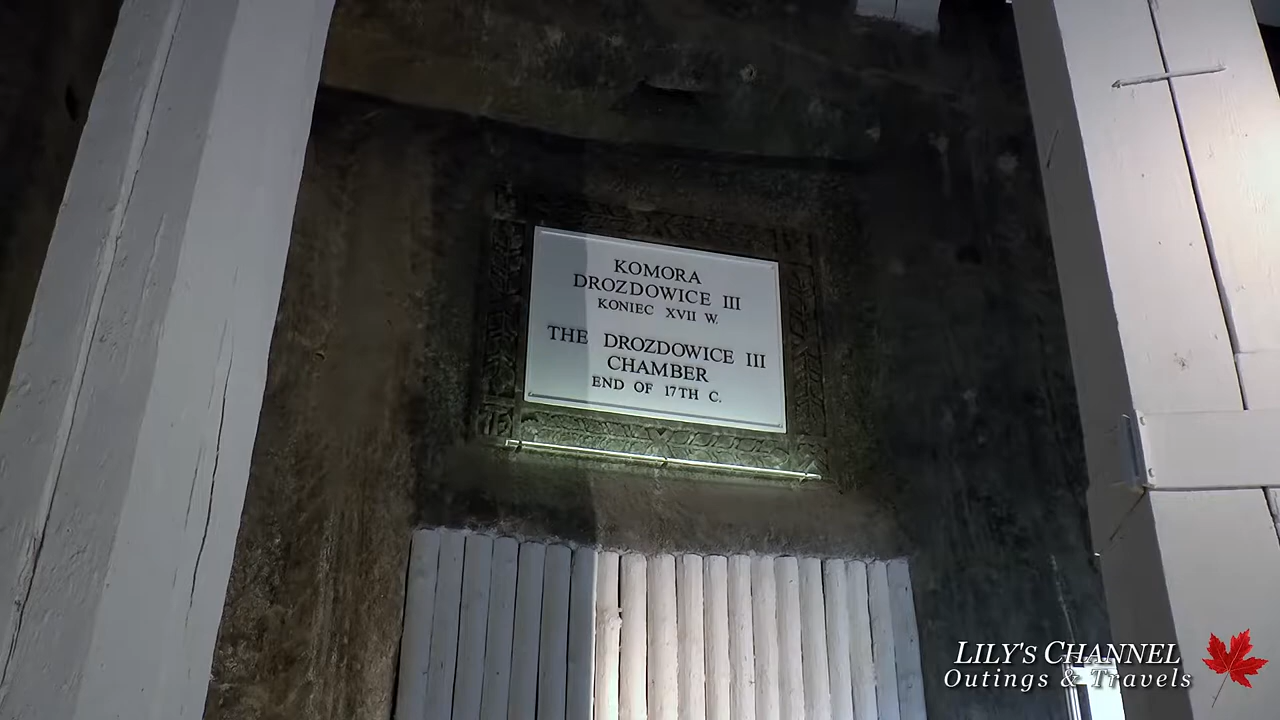 KOMORA
DROZDOWICE III
KONIEC XVII W.
THE DROZDOWICE III
CHAMBER
END OF 17TH C.
LILY'S CHANNEL
Outings & Travels